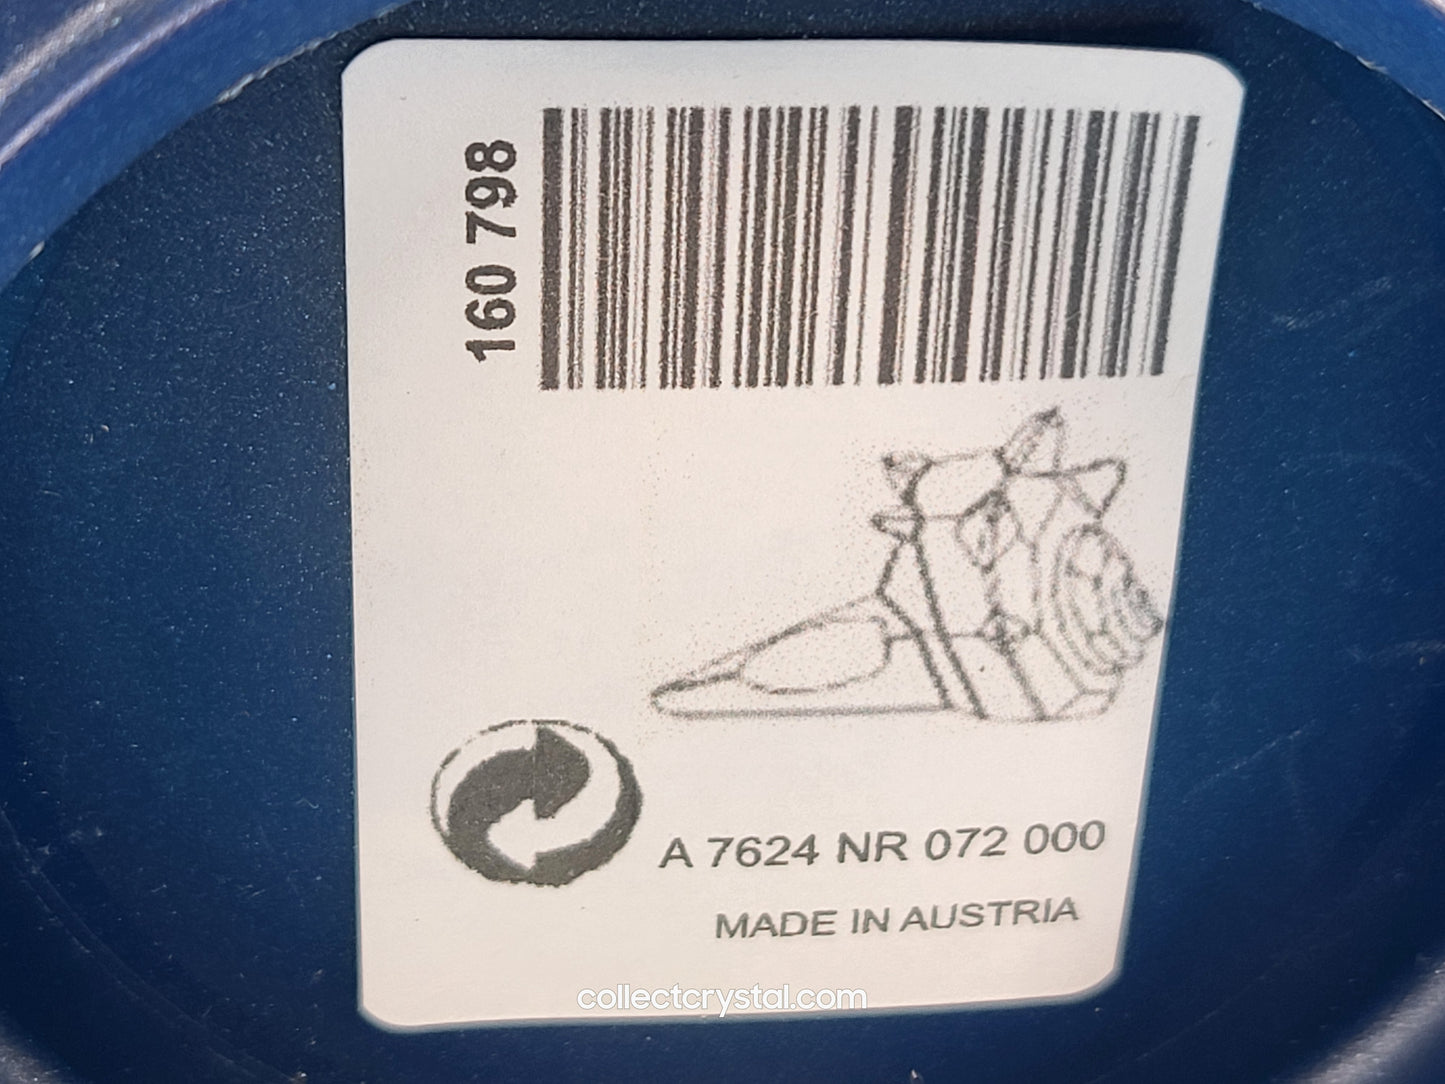 160 798
A 7624 NR 072 000
MADE IN AUSTRIA
collectcrystal.com